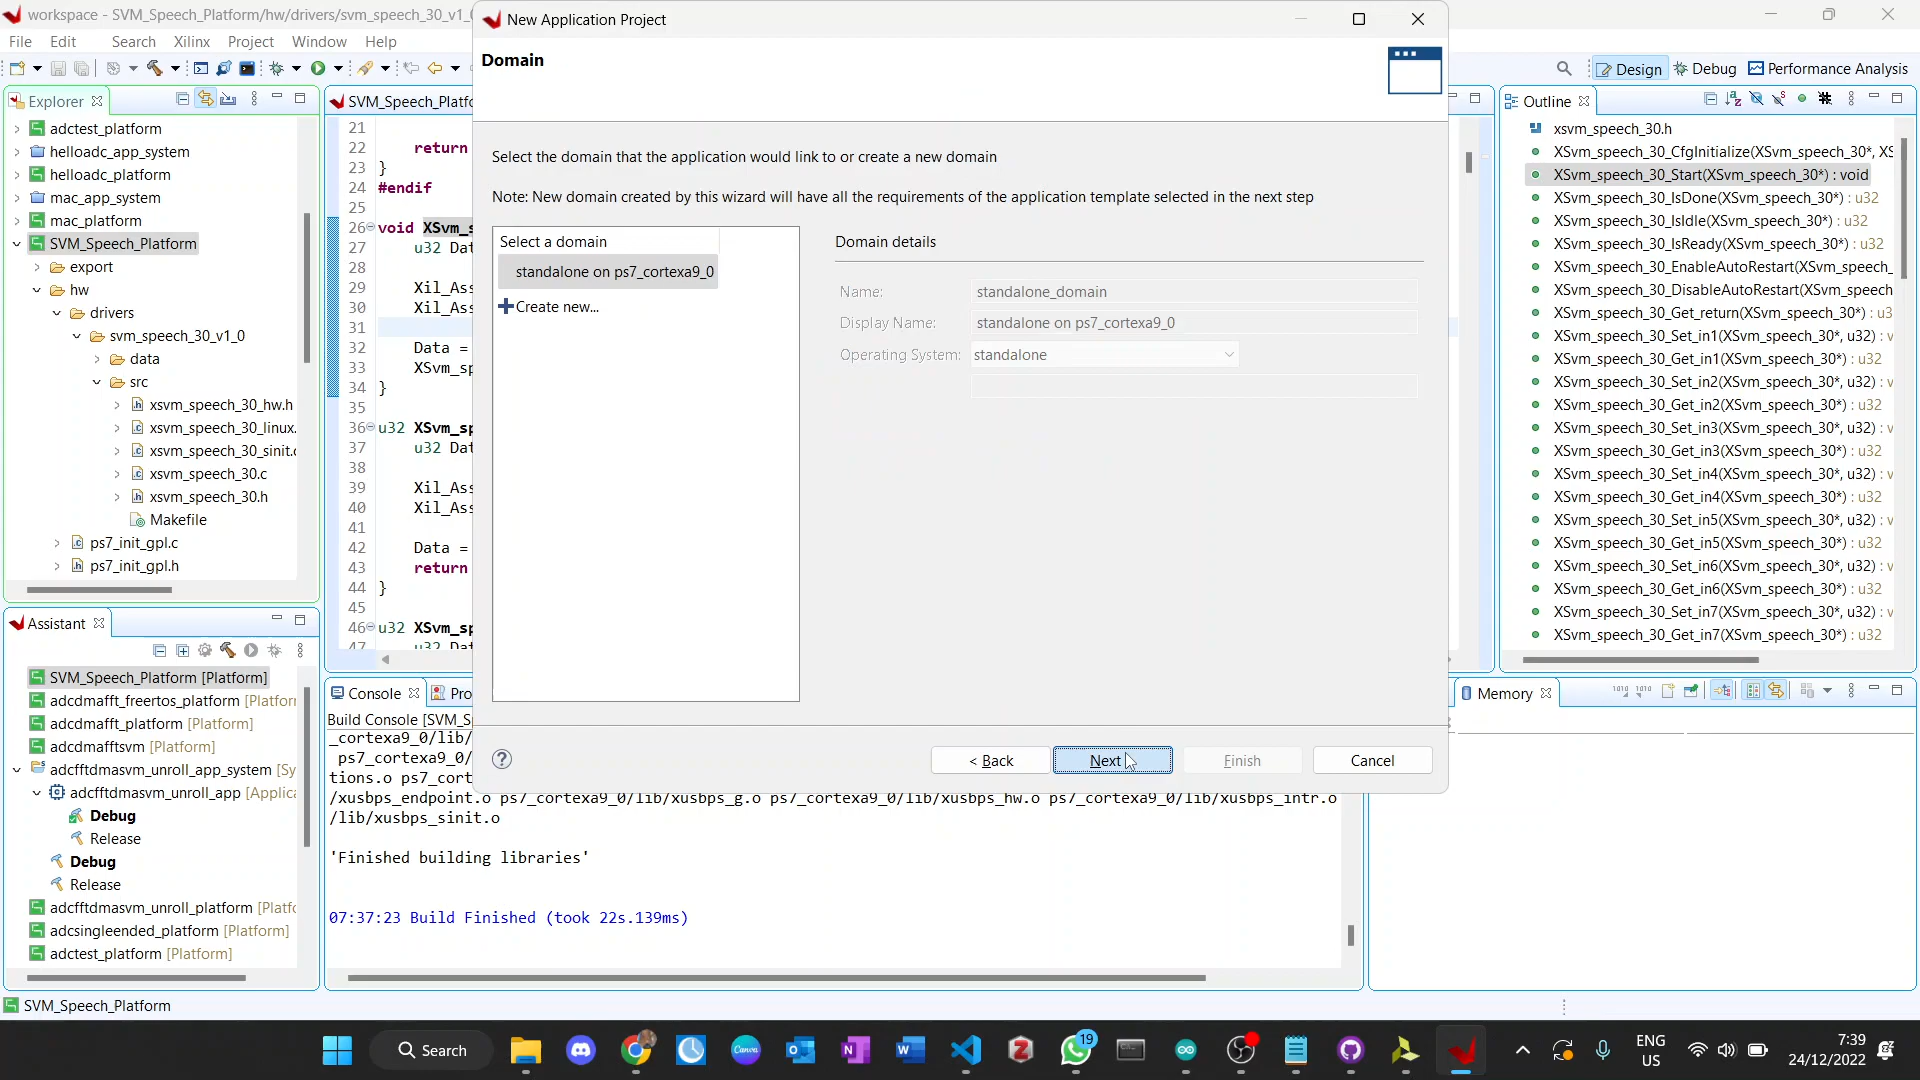 workspace - SVM_Speech_Platform/hw/drivers/svm_speech_30_v1_0
New Application Project
File Edit Search Xilinx Project Window Help
Domain
Design Debug Performance Analysis
Explorer
SVM_Speech_Platfo
Outline
adctest_platform
helloadc_app_system
helloadc_platform
mac_app_system
mac_platform
SVM_Speech_Platform
export
hw
drivers
svm_speech_30_v1_0
data
src
xsvm_speech_30_hw.h
xsvm_speech_30_linux.
xsvm_speech_30_sinit.c
xsvm_speech_30.c
xsvm_speech_30.h
Makefile
ps7_init_gpl.c
ps7_init_gpl.h
21
22 return
23 }
24 #endif
25
26 void XSvm_s
27 u32 Dat
28
29 Xil_Ass
30 Xil_Ass
31
32 Data =
33 XSvm_sp
34 }
35
36 u32 XSvm_sp
37 u32 Dat
38
39 Xil_Ass
40 Xil_Ass
41
42 Data =
43 return
44 }
45
46 u32 XSvm_sp
47 u32 Dat
Select the domain that the application would link to or create a new domain
Note: New domain created by this wizard will have all the requirements of the application template selected in the next step
Select a domain
standalone on ps7_cortexa9_0
Create new...
Domain details
Name: standalone_domain
Display Name: standalone on ps7_cortexa9_0
Operating System: standalone
< Back Next Finish Cancel
xsvm_speech_30.h
XSvm_speech_30_CfgInitialize(XSvm_speech_30*, XS
XSvm_speech_30_Start(XSvm_speech_30*) : void
XSvm_speech_30_IsDone(XSvm_speech_30*) : u32
XSvm_speech_30_IsIdle(XSvm_speech_30*) : u32
XSvm_speech_30_IsReady(XSvm_speech_30*) : u32
XSvm_speech_30_EnableAutoRestart(XSvm_speech_
XSvm_speech_30_DisableAutoRestart(XSvm_speech
XSvm_speech_30_Get_return(XSvm_speech_30*) : u3
XSvm_speech_30_Set_in1(XSvm_speech_30*, u32) : v
XSvm_speech_30_Get_in1(XSvm_speech_30*) : u32
XSvm_speech_30_Set_in2(XSvm_speech_30*, u32) : v
XSvm_speech_30_Get_in2(XSvm_speech_30*) : u32
XSvm_speech_30_Set_in3(XSvm_speech_30*, u32) : v
XSvm_speech_30_Get_in3(XSvm_speech_30*) : u32
XSvm_speech_30_Set_in4(XSvm_speech_30*, u32) : v
XSvm_speech_30_Get_in4(XSvm_speech_30*) : u32
XSvm_speech_30_Set_in5(XSvm_speech_30*, u32) : v
XSvm_speech_30_Get_in5(XSvm_speech_30*) : u32
XSvm_speech_30_Set_in6(XSvm_speech_30*, u32) : v
XSvm_speech_30_Get_in6(XSvm_speech_30*) : u32
XSvm_speech_30_Set_in7(XSvm_speech_30*, u32) : v
XSvm_speech_30_Get_in7(XSvm_speech_30*) : u32
Assistant
SVM_Speech_Platform [Platform]
adcdmafft_freertos_platform [Platforr
adcdmafft_platform [Platform]
adcdmafftsvm [Platform]
adcfftdmasvm_unroll_app_system [Sy
adcfftdmasvm_unroll_app [Applica
Debug
Release
Debug
Release
adcfftdmasvm_unroll_platform [Platfc
adcsingleended_platform [Platform]
adctest_platform [Platform]
Console Pro
Build Console [SVM_S
_cortexa9_0/lib/
ps7_cortexa9_0/
tions.o ps7_cort
/xusbps_endpoint.o ps7_cortexa9_0/lib/xusbps_g.o ps7_cortexa9_0/lib/xusbps_hw.o ps7_cortexa9_0/lib/xusbps_intr.o
/lib/xusbps_sinit.o
'Finished building libraries'
07:37:23 Build Finished (took 22s.139ms)
Memory
SVM_Speech_Platform
Search
19
ENG
US
7:39
24/12/2022